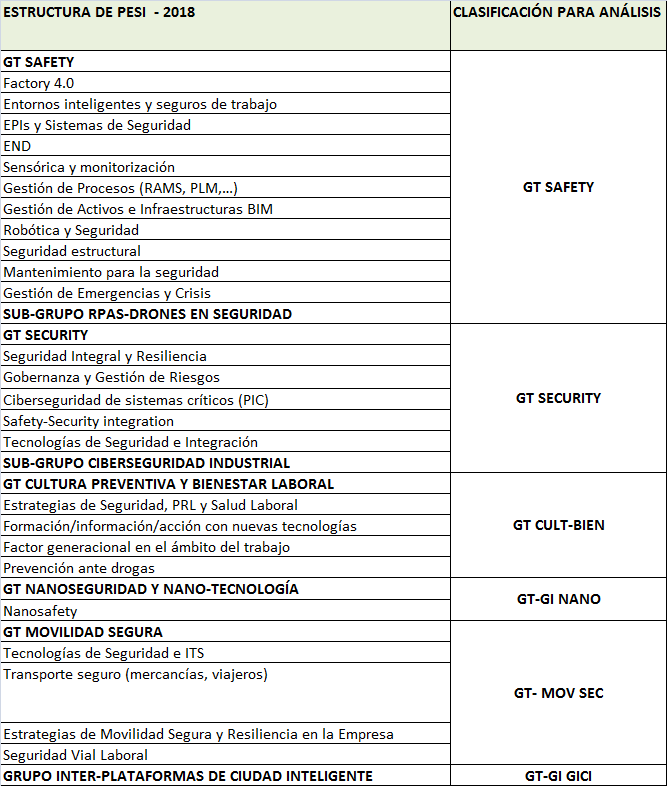 ESTRUCTURA DE PESI - 2018
CLASIFICACIÓN PARA ANÁLISIS
GT SAFETY
Factory 4.0
Entornos inteligentes y seguros de trabajo
EPIs y Sistemas de Seguridad
END
Sensórica y monitorización
Gestión de Procesos (RAMS, PLM,...)
Gestión de Activos e Infraestructuras BIM
Robótica y Seguridad
Seguridad estructural
Mantenimiento para la seguridad
Gestión de Emergencias y Crisis
SUB-GRUPO RPAS-DRONES EN SEGURIDAD
GT SAFETY
GT SECURITY
Seguridad Integral y Resiliencia
Gobernanza y Gestión de Riesgos
Ciberseguridad de sistemas críticos (PIC)
Safety-Security integration
Tecnologías de Seguridad e Integración
SUB-GRUPO CIBERSEGURIDAD INDUSTRIAL
GT SECURITY
GT CULTURA PREVENTIVA Y BIENESTAR LABORAL
Estrategias de Seguridad, PRL y Salud Laboral
Formación/información/acción con nuevas tecnologías
Factor generacional en el ámbito del trabajo
Prevención ante drogas
GT CULT-BIEN
GT NANOSEGURIDAD Y NANO-TECNOLOGÍA
Nanosafety
GT-GI NANO
GT MOVILIDAD SEGURA
Tecnologías de Seguridad e ITS
Transporte seguro (mercancías, viajeros)
Estrategias de Movilidad Segura y Resiliencia en la Empresa
Seguridad Vial Laboral
GT- MOV SEC
GRUPO INTER-PLATAFORMAS DE CIUDAD INTELIGENTE
GT-GI GICI